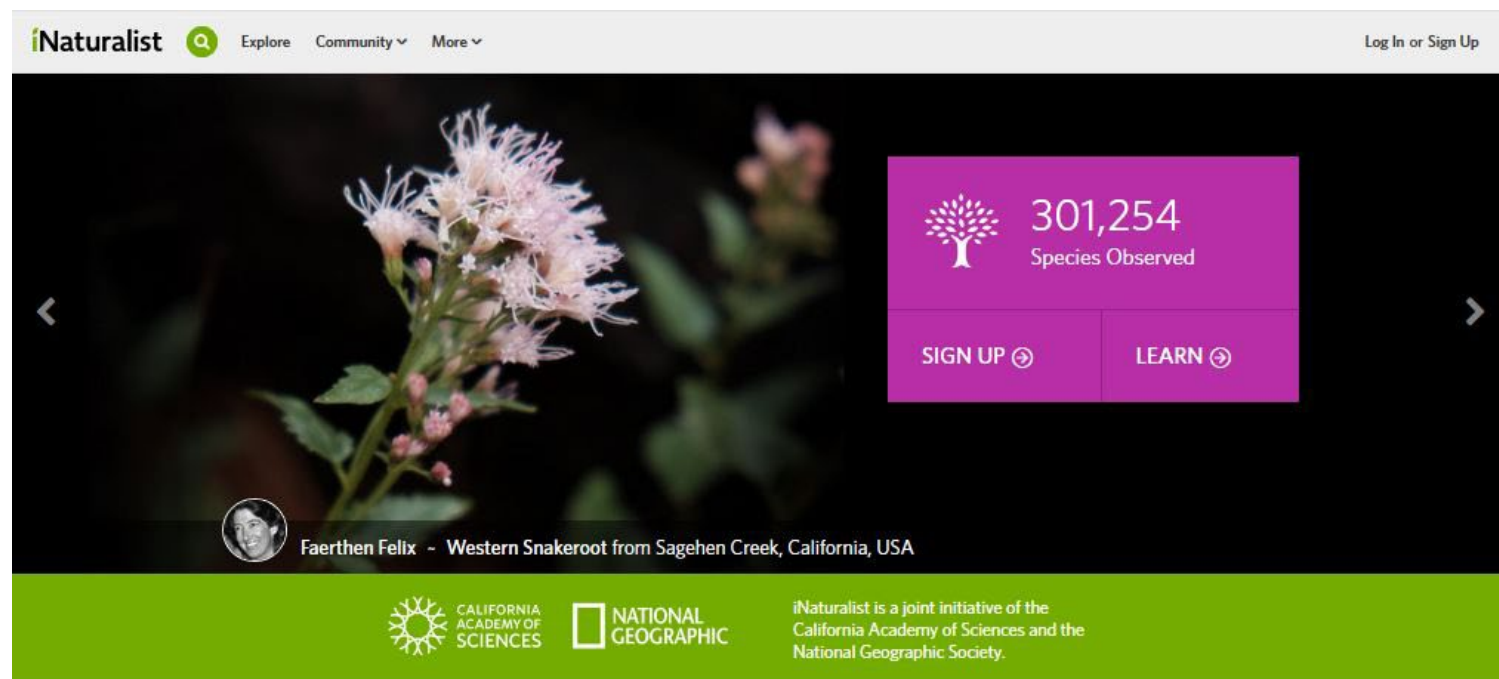 iNaturalist Explore Community More Log In or Sign Up
301,254
Species Observed
SIGN UP LEARN
Faerthen Felix ~ Western Snakeroot from Sagehen Creek, California, USA
CALIFORNIA
ACADEMY OF
SCIENCES
NATIONAL
GEOGRAPHIC
iNaturalist is a joint initiative of the
California Academy of Sciences and the
National Geographic Society.